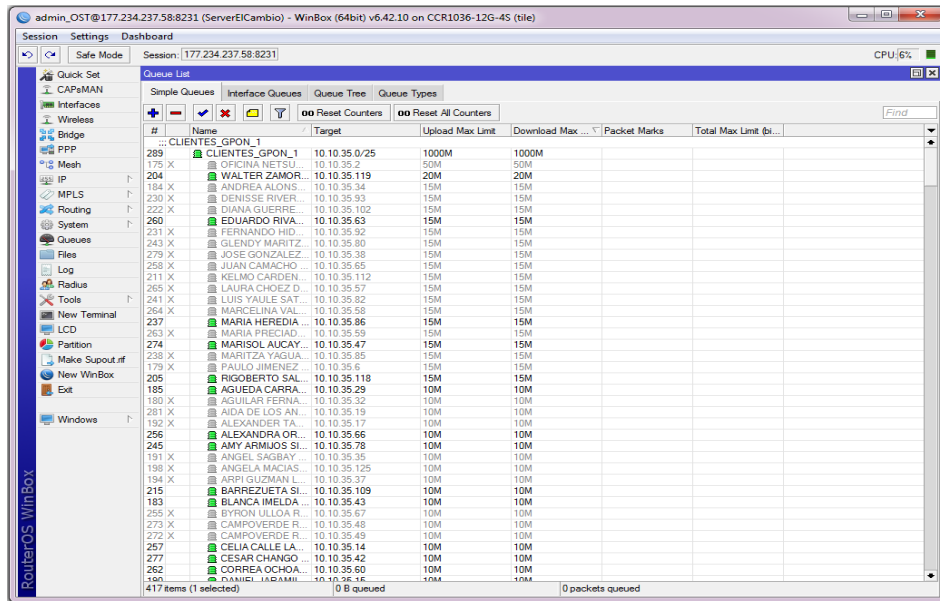 admin_OST@177.234.237.58:8231 (ServerElCambio) - WinBox (64bit) v6.42.10 on CCR1036-12G-4S (tile)
Session Settings Dashboard
Safe Mode Session: 177.234.237.58:8231 CPU: 6%
Quick Set
CAPsMAN
Interfaces
Wireless
Bridge
PPP
Mesh
IP
MPLS
Routing
System
Queues
Files
Log
Radius
Tools
New Terminal
LCD
Partition
Make Supout.rif
New WinBox
Exit
Windows
RouterOS WinBox
Queue List
Simple Queues Interface Queues Queue Tree Queue Types
00 Reset Counters 00 Reset All Counters Find
# Name Target Upload Max Limit Download Max ... Packet Marks Total Max Limit (bi...
::: CLIENTES_GPON_1
289 CLIENTES_GPON_1 10.10.35.0/25 1000M 1000M
175 X OFICINA NETSU... 10.10.35.2 50M 50M
204 WALTER ZAMOR... 10.10.35.119 20M 20M
184 X ANDREA ALONS... 10.10.35.34 15M 15M
230 X DENISSE RIVER... 10.10.35.93 15M 15M
222 X DIANA GUERRE... 10.10.35.102 15M 15M
260 EDUARDO RIVA... 10.10.35.63 15M 15M
231 X FERNANDO HID... 10.10.35.92 15M 15M
243 X GLENDY MARITZ... 10.10.35.80 15M 15M
279 X JOSE GONZALEZ... 10.10.35.38 15M 15M
258 X JUAN CAMACHO ... 10.10.35.65 15M 15M
211 X KELMO CARDEN... 10.10.35.112 15M 15M
265 X LAURA CHOEZ D... 10.10.35.57 15M 15M
241 X LUIS YAULE SAT... 10.10.35.82 15M 15M
264 X MARCELINA VAL... 10.10.35.58 15M 15M
237 MARIA HEREDIA ... 10.10.35.86 15M 15M
263 X MARIA PRECIAD... 10.10.35.59 15M 15M
274 MARISOL AUCAY... 10.10.35.47 15M 15M
238 X MARITZA YAGUA... 10.10.35.85 15M 15M
179 X PAULO JIMENEZ ... 10.10.35.6 15M 15M
205 RIGOBERTO SAL... 10.10.35.118 15M 15M
185 AGUEDA CARRA... 10.10.35.29 10M 10M
180 X AGUILAR FERNA... 10.10.35.32 10M 10M
281 X AIDA DE LOS AN... 10.10.35.19 10M 10M
192 X ALEXANDER TA... 10.10.35.17 10M 10M
256 ALEXANDRA OR... 10.10.35.66 10M 10M
245 AMY ARMIJOS SI... 10.10.35.78 10M 10M
191 X ANGEL SAGBAY ... 10.10.35.35 10M 10M
198 X ANGELA MACIAS... 10.10.35.125 10M 10M
194 X ARPI GUZMAN L... 10.10.35.37 10M 10M
215 BARREZUETA SI... 10.10.35.109 10M 10M
183 BLANCA IMELDA ... 10.10.35.43 10M 10M
255 X BYRON ULLOA R... 10.10.35.67 10M 10M
273 X CAMPOVERDE R... 10.10.35.48 10M 10M
272 X CAMPOVERDE R... 10.10.35.49 10M 10M
257 CELIA CALLE LA... 10.10.35.14 10M 10M
277 CESAR CHANGO ... 10.10.35.42 10M 10M
262 CORREA OCHOA... 10.10.35.60 10M 10M
190 DANIEL JARAMIL... 10.10.35.15 10M 10M
417 items (1 selected) 0 B queued 0 packets queued